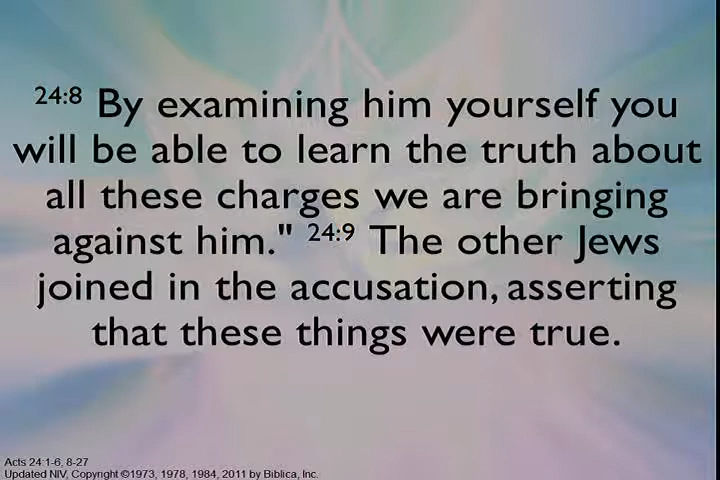 24:8 By examining him yourself you
will be able to learn the truth about
all these charges we are bringing
against him." 24:9 The other Jews
joined in the accusation, asserting
that these things were true.
Acts 24:1-6, 8-27
Updated NIV, Copyright ©1973, 1978, 1984, 2011 by Biblica, Inc.